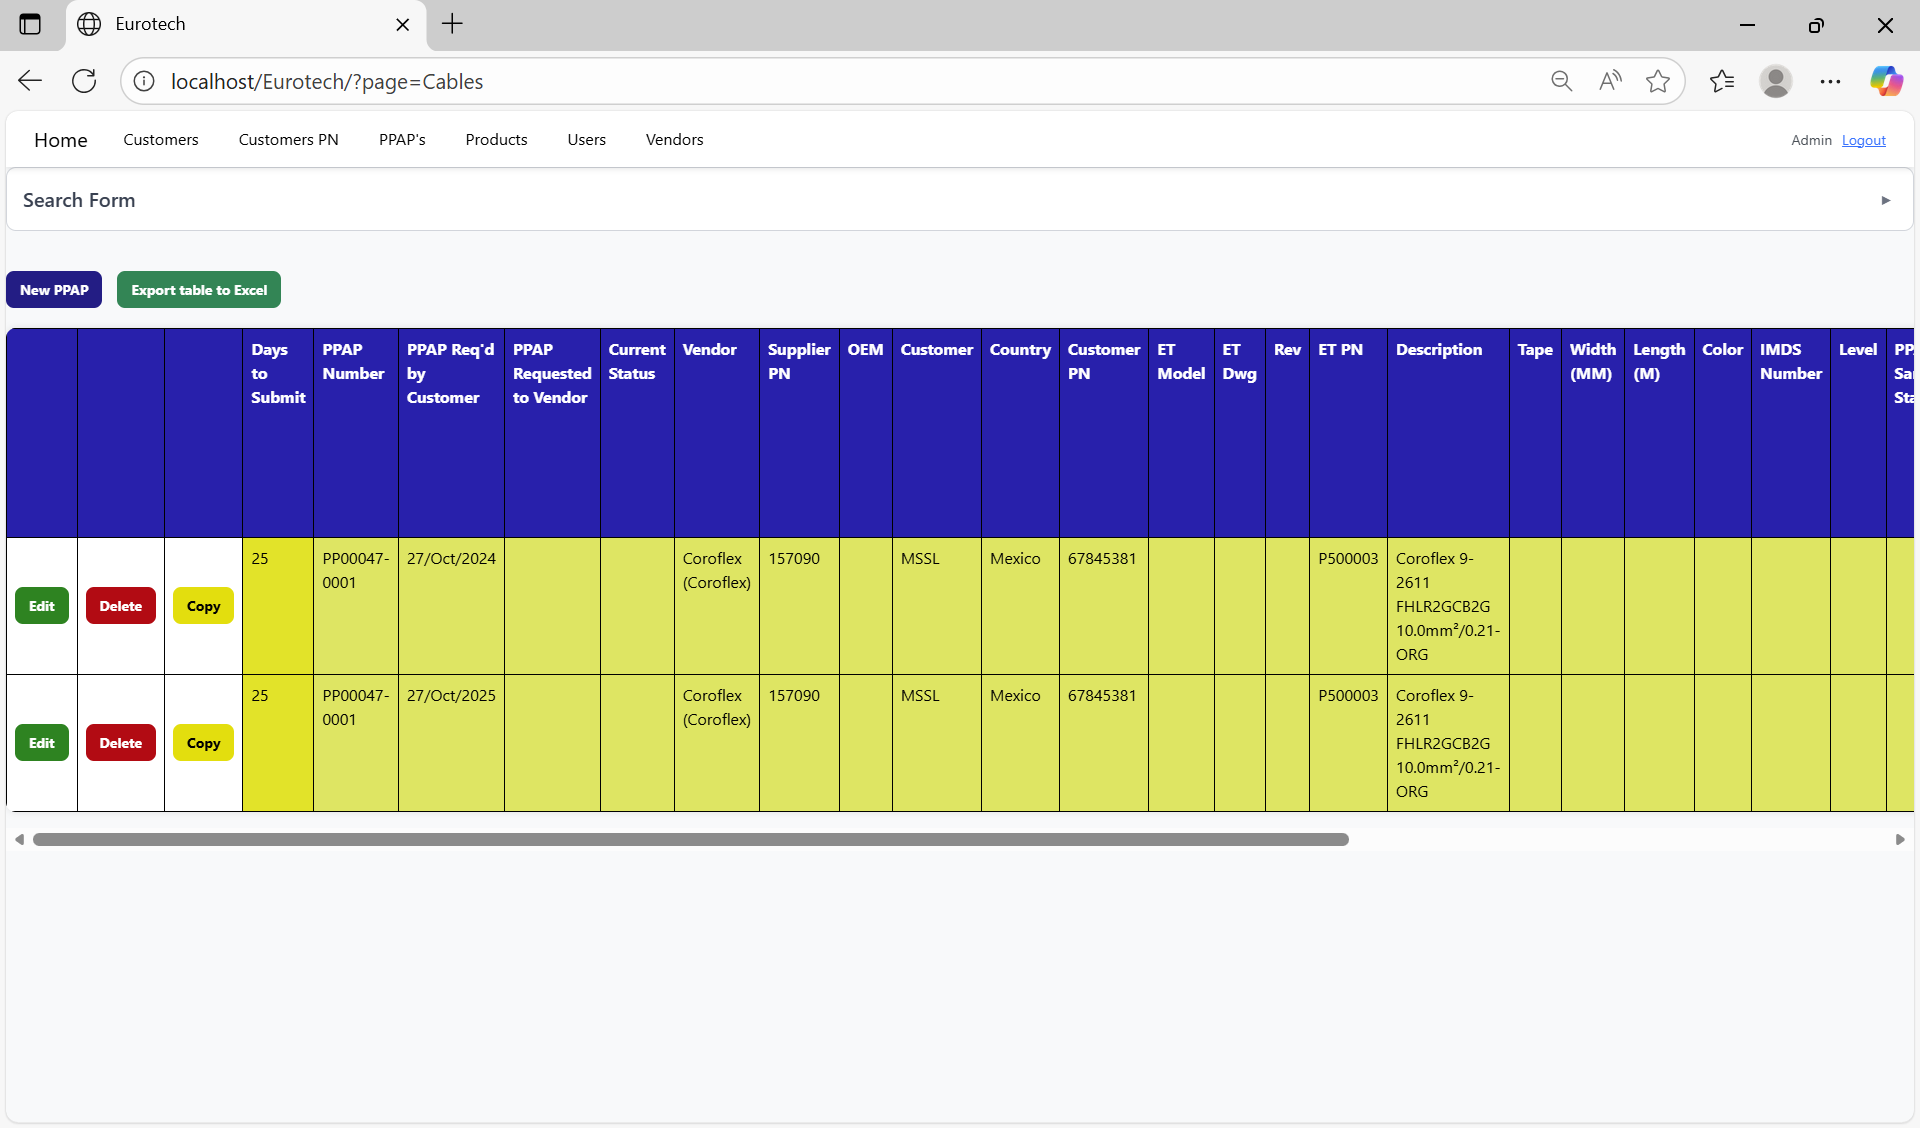 Eurotech
localhost/Eurotech/?page=Cables
Home Customers Customers PN PPAP's Products Users Vendors Admin Logout
Search Form
New PPAP Export table to Excel
Days to Submit
PPAP Number
PPAP Req'd by Customer
PPAP Requested to Vendor
Current Status
Vendor
Supplier PN
OEM
Customer
Country
Customer PN
ET Model
ET Dwg
Rev
ET PN
Description
Tape
Width (MM)
Length (M)
Color
IMDS Number
Level
Edit Delete Copy
25
PP00047-0001
27/Oct/2024
Coroflex (Coroflex)
157090
MSSL
Mexico
67845381
P500003
Coroflex 9-2611 FHLR2GCB2G 10.0mm²/0.21-ORG
Edit Delete Copy
25
PP00047-0001
27/Oct/2025
Coroflex (Coroflex)
157090
MSSL
Mexico
67845381
P500003
Coroflex 9-2611 FHLR2GCB2G 10.0mm²/0.21-ORG